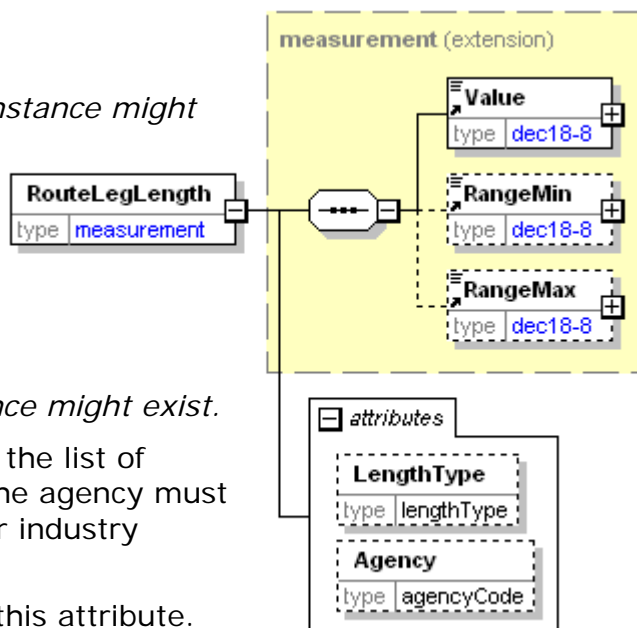 measurement (extension)
nstance might
Value
type dec18-8
RouteLegLength
type measurement
RangeMin
type dec18-8
RangeMax
type dec18-8
nce might exist.
attributes
the list of
LengthType
ne agency must
type lengthType
r industry
Agency
type agencyCode
this attribute.